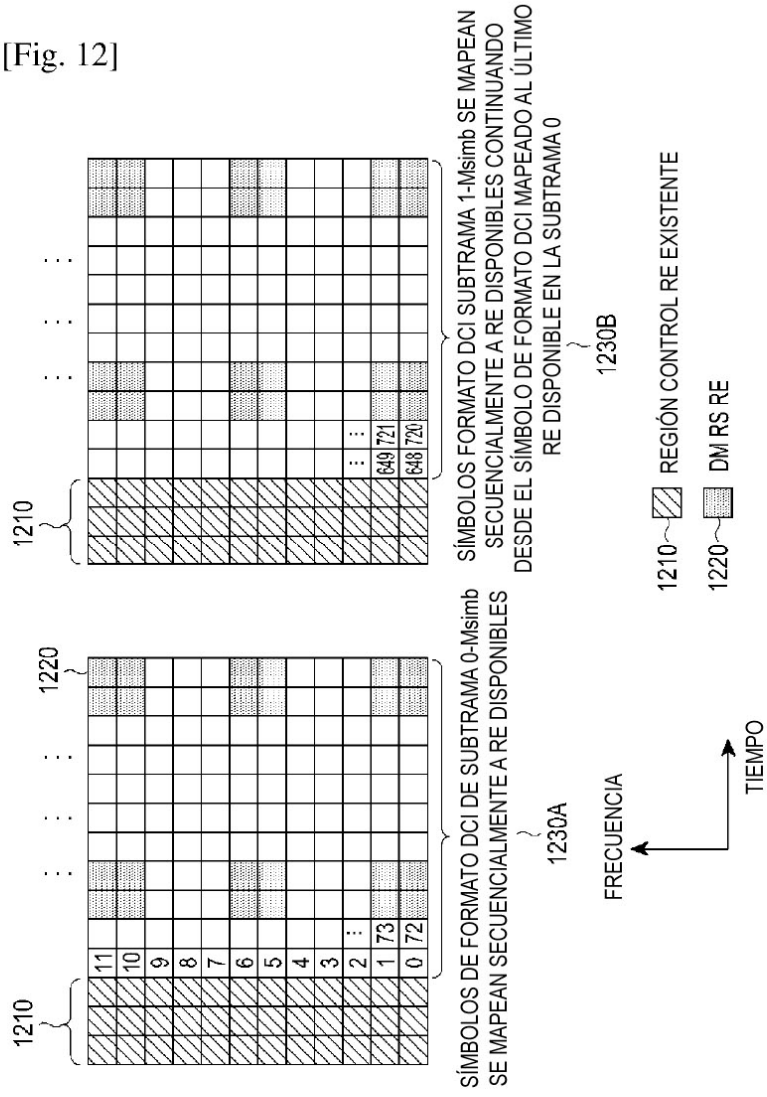 [Fig. 12]
1210
11
10
9
8
7
6
5
4
3
2
1
0
...
73
72
... ...
1220
SÍMBOLOS DE FORMATO DCI DE SUBTRAMA 0-Msimb
SE MAPEAN SECUENCIALMENTE A RE DISPONIBLES
1230A
1210
... ...
649
721
648
720
... ... ...
SÍMBOLOS FORMATO DCI SUBTRAMA 1-Msimb SE MAPEAN
SECUENCIALMENTE A RE DISPONIBLES CONTINUANDO
DESDE EL SÍMBOLO DE FORMATO DCI MAPEADO AL ÚLTIMO
RE DISPONIBLE EN LA SUBTRAMA 0
1230B
FRECUENCIA
TIEMPO
1210 REGIÓN CONTROL RE EXISTENTE
1220 DM RS RE